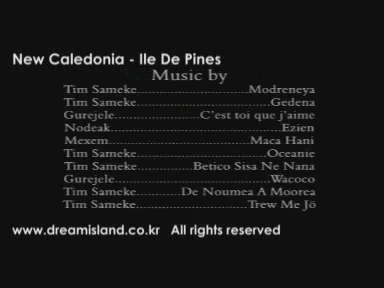 New Caledonia - Ile De Pines
Music by
Tim Sameke..............................Modreneya
Tim Sameke....................................Gedena
Gurejele.......................C'est toi que j'aime
Nodeak..............................................Ezien
Mexem......................................Maca Hani
Tim Sameke...................................Oceanie
Tim Sameke...............Betico Sisa Ne Nana
Gurejele..........................................Wacoco
Tim Sameke............De Noumea A Moorea
Tim Sameke..............................Trew Me Jö
www.dreamisland.co.kr All rights reserved